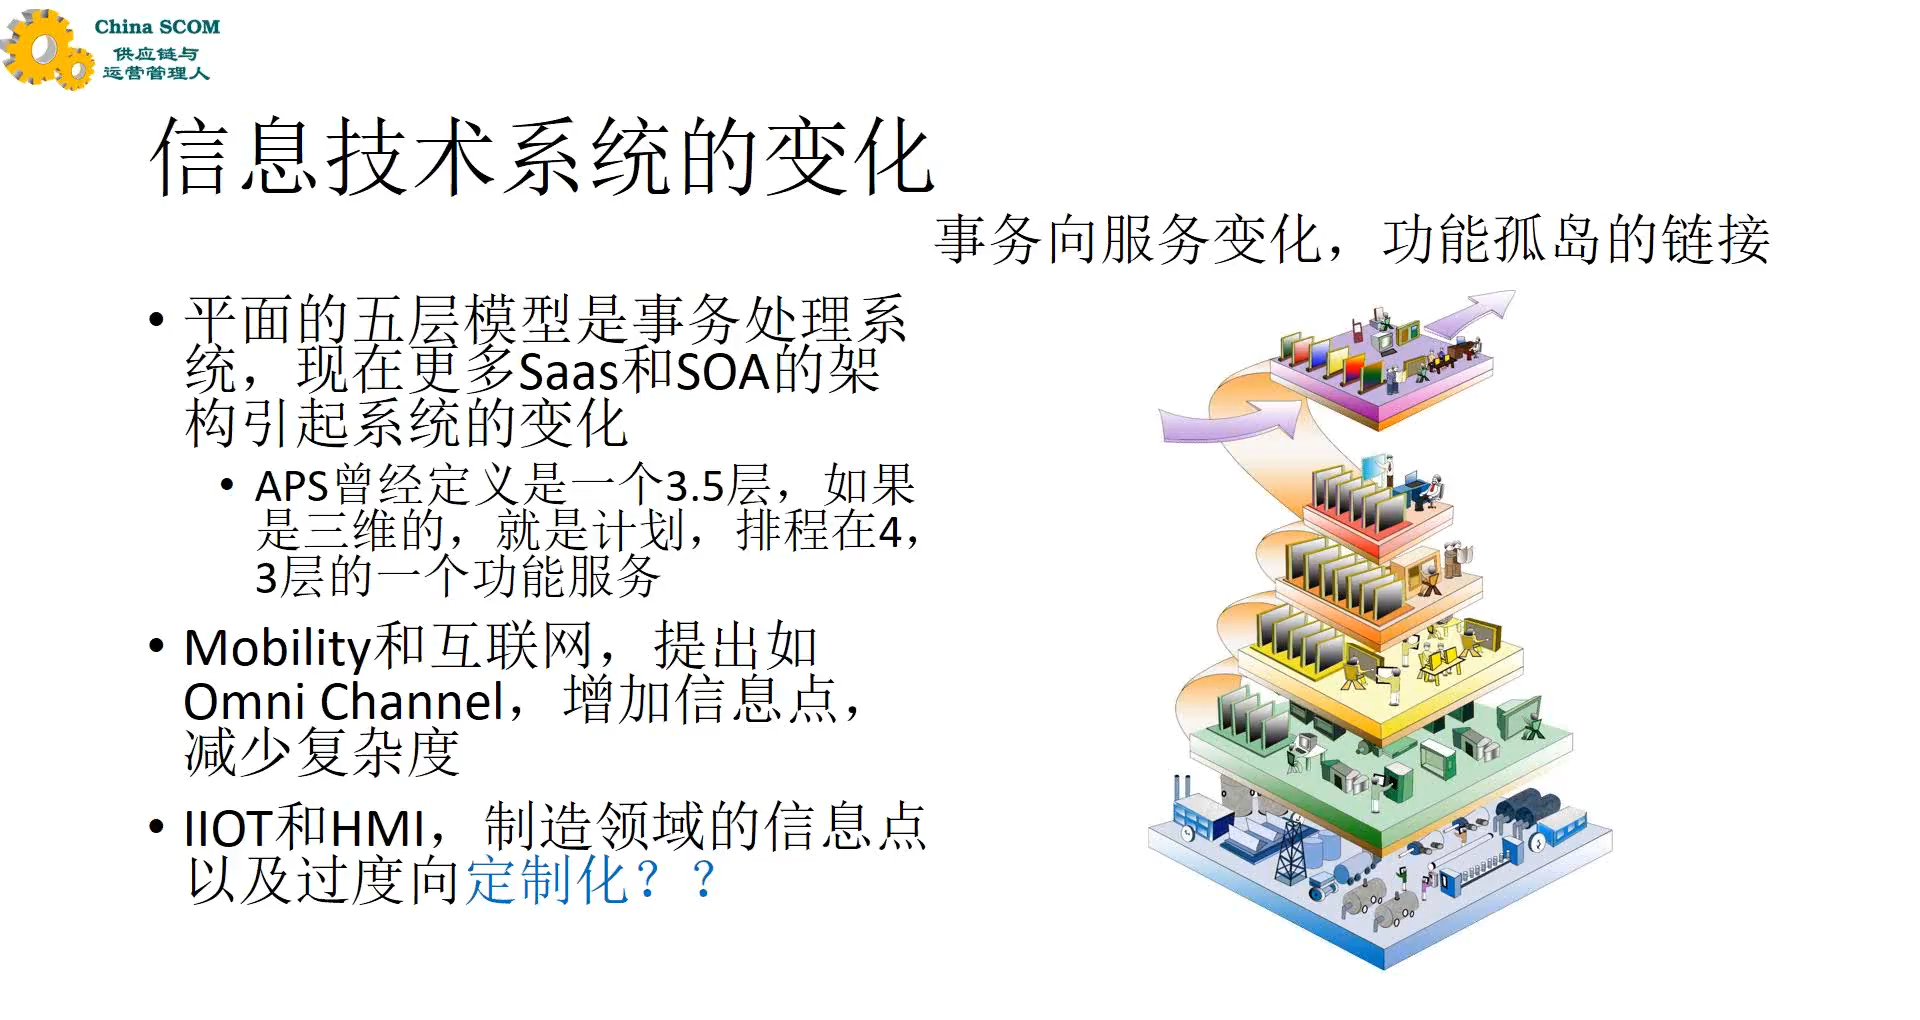 China SCOM
供应链与
运营管理人
信息技术系统的变化
事务向服务变化，功能孤岛的链接
• 平面的五层模型是事务处理系
统，现在更多Saas和SOA的架
构引起系统的变化
• APS曾经定义是一个3.5层，如果
是三维的，就是计划，排程在4，
3层的一个功能服务
• Mobility和互联网，提出如
Omni Channel，增加信息点，
减少复杂度
• IIOT和HMI，制造领域的信息点
以及过度向定制化？？